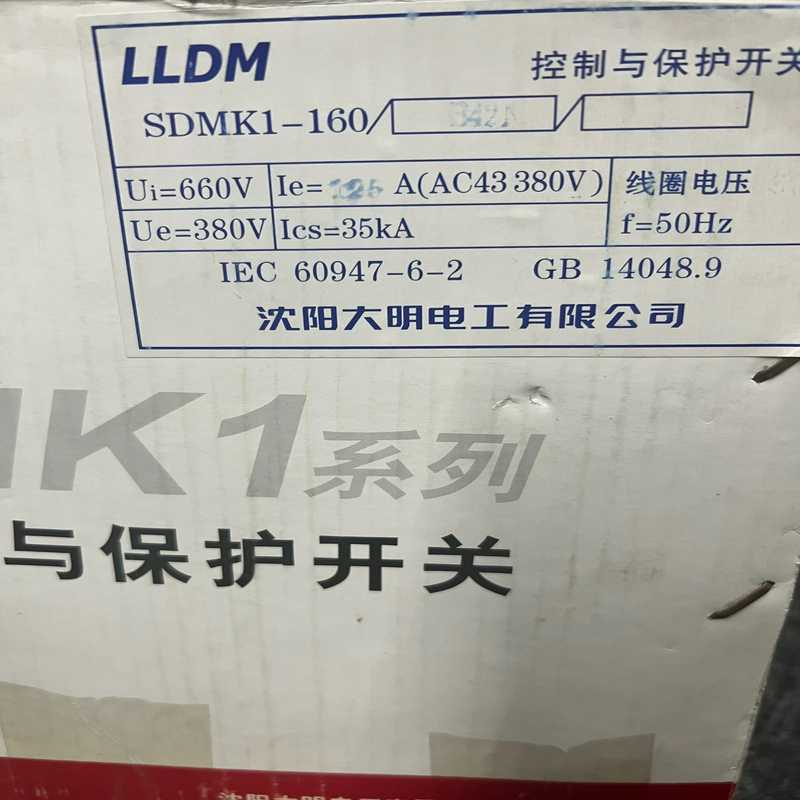 LLDM 控制与保护开关
SDMK1-160/ /
Ui=660V Ie=125 A(AC43 380V) 线圈电压
Ue=380V Ics=35kA f=50Hz
IEC 60947-6-2 GB 14048.9
沈阳大明电工有限公司
MK1系列
与保护开关